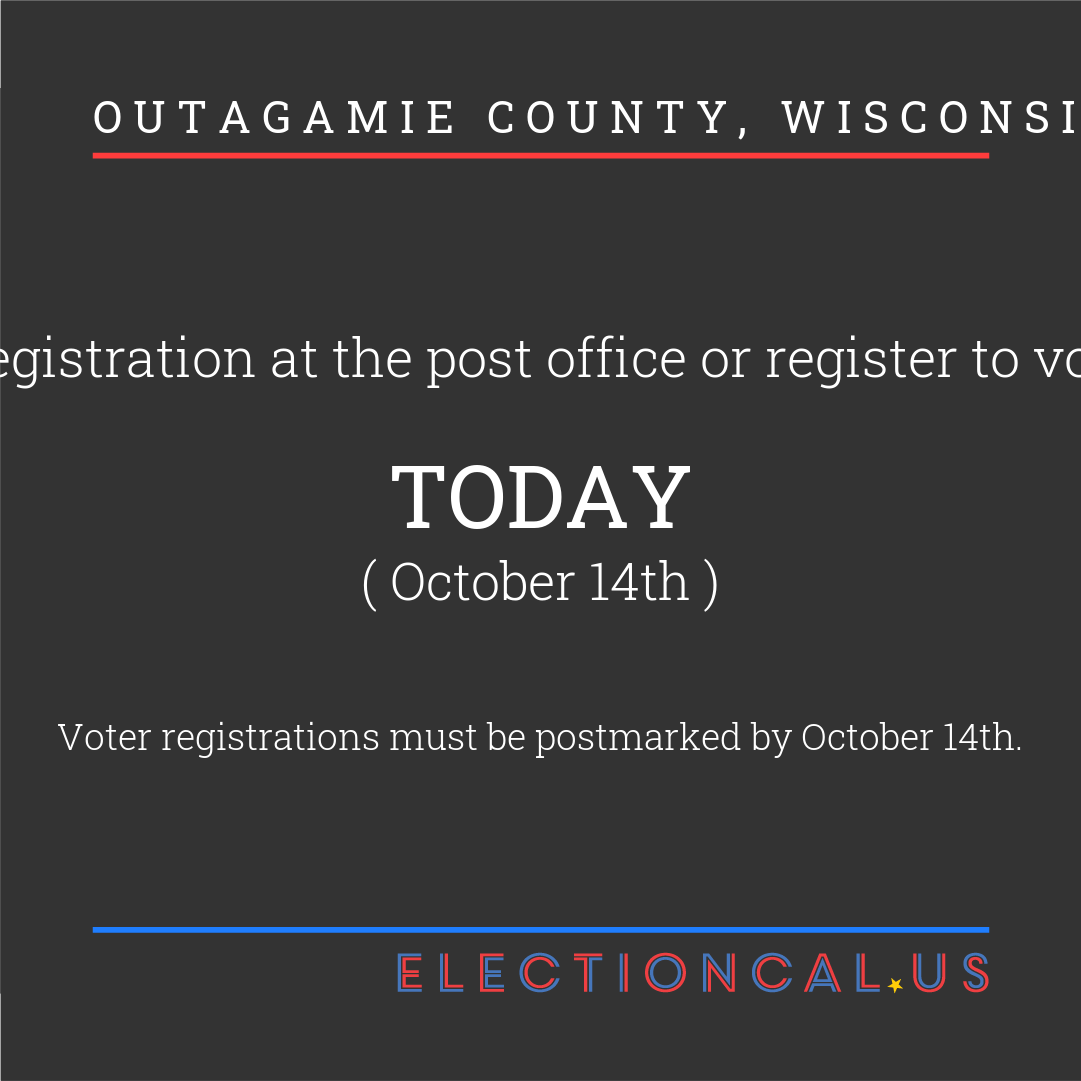 OUTAGAMIE COUNTY, WISCONSI
egistration at the post office or register to vo
TODAY
( October 14th )
Voter registrations must be postmarked by October 14th.
ELECTIONCAL.US